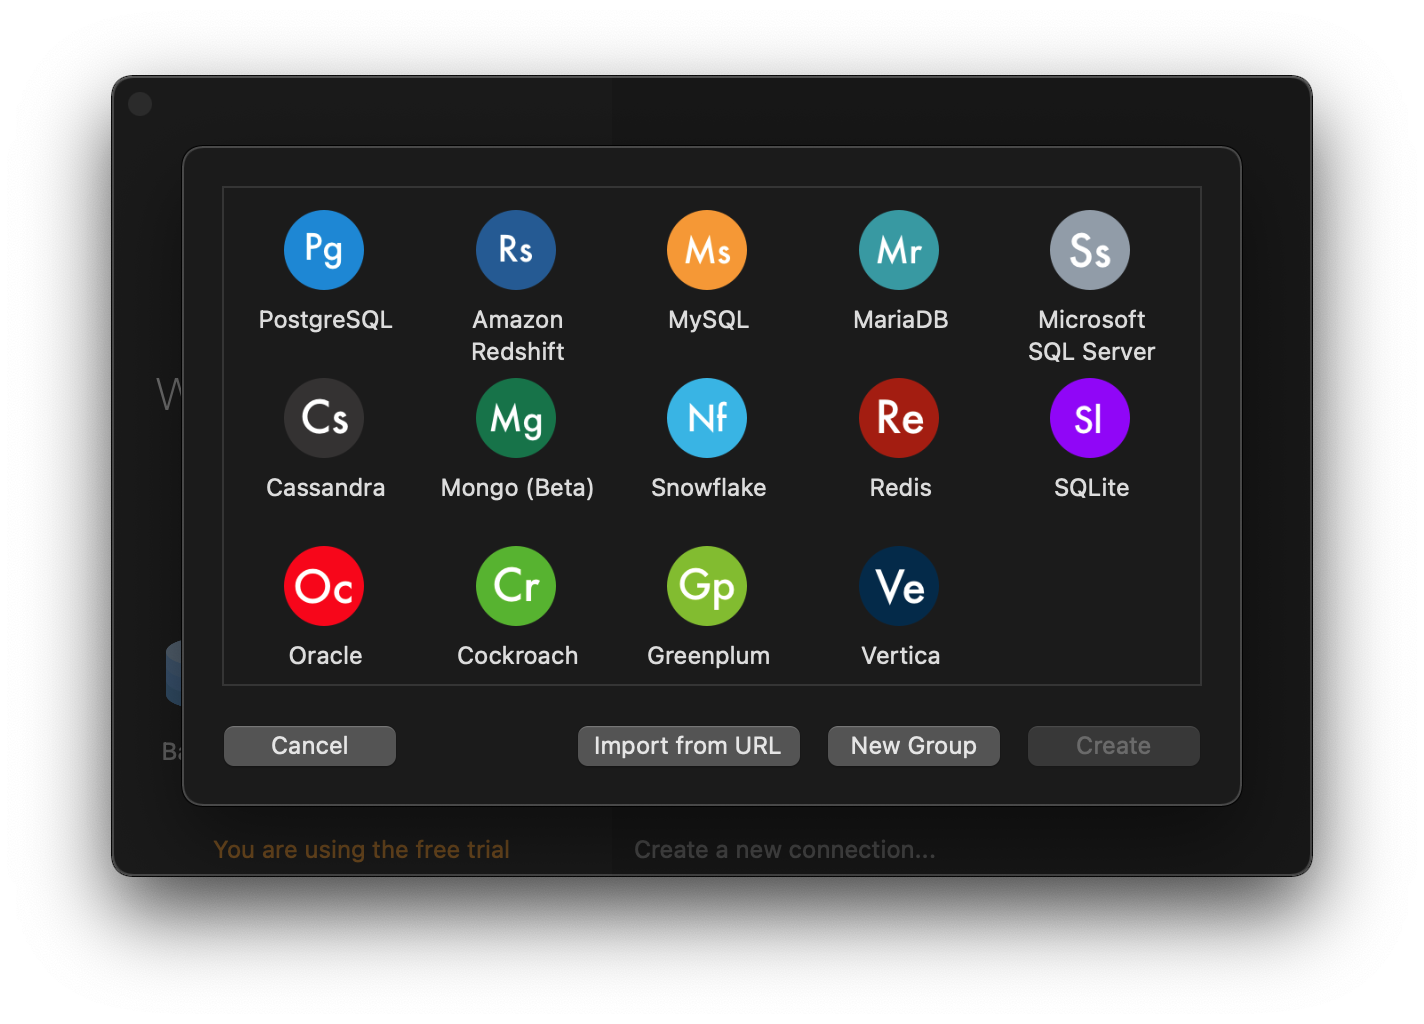 Pg
Rs
Ms
Mr
Ss
PostgreSQL
Amazon
Redshift
MySQL
MariaDB
Microsoft
SQL Server
Cs
Mg
Nf
Re
Sl
Cassandra
Mongo (Beta)
Snowflake
Redis
SQLite
Oc
Cr
Gp
Ve
Oracle
Cockroach
Greenplum
Vertica
Cancel
Import from URL
New Group
Create
You are using the free trial
Create a new connection...